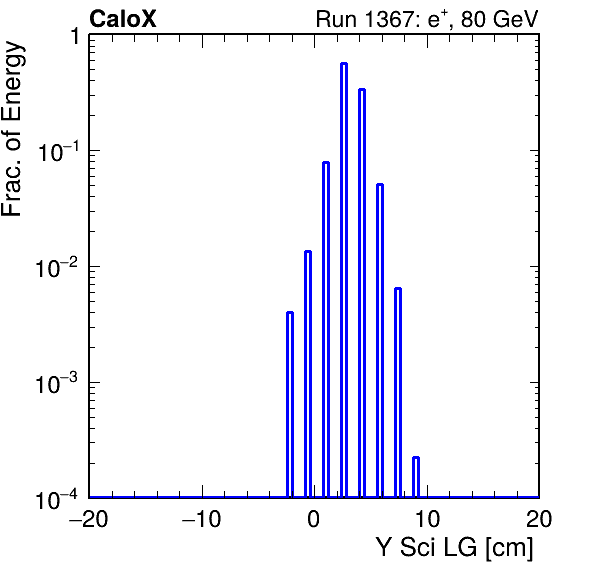 CaloX Run 1367: e⁺, 80 GeV
Frac. of Energy
1
10⁻¹
10⁻²
10⁻³
10⁻⁴
−20 −10 0 10 20
Y Sci LG [cm]